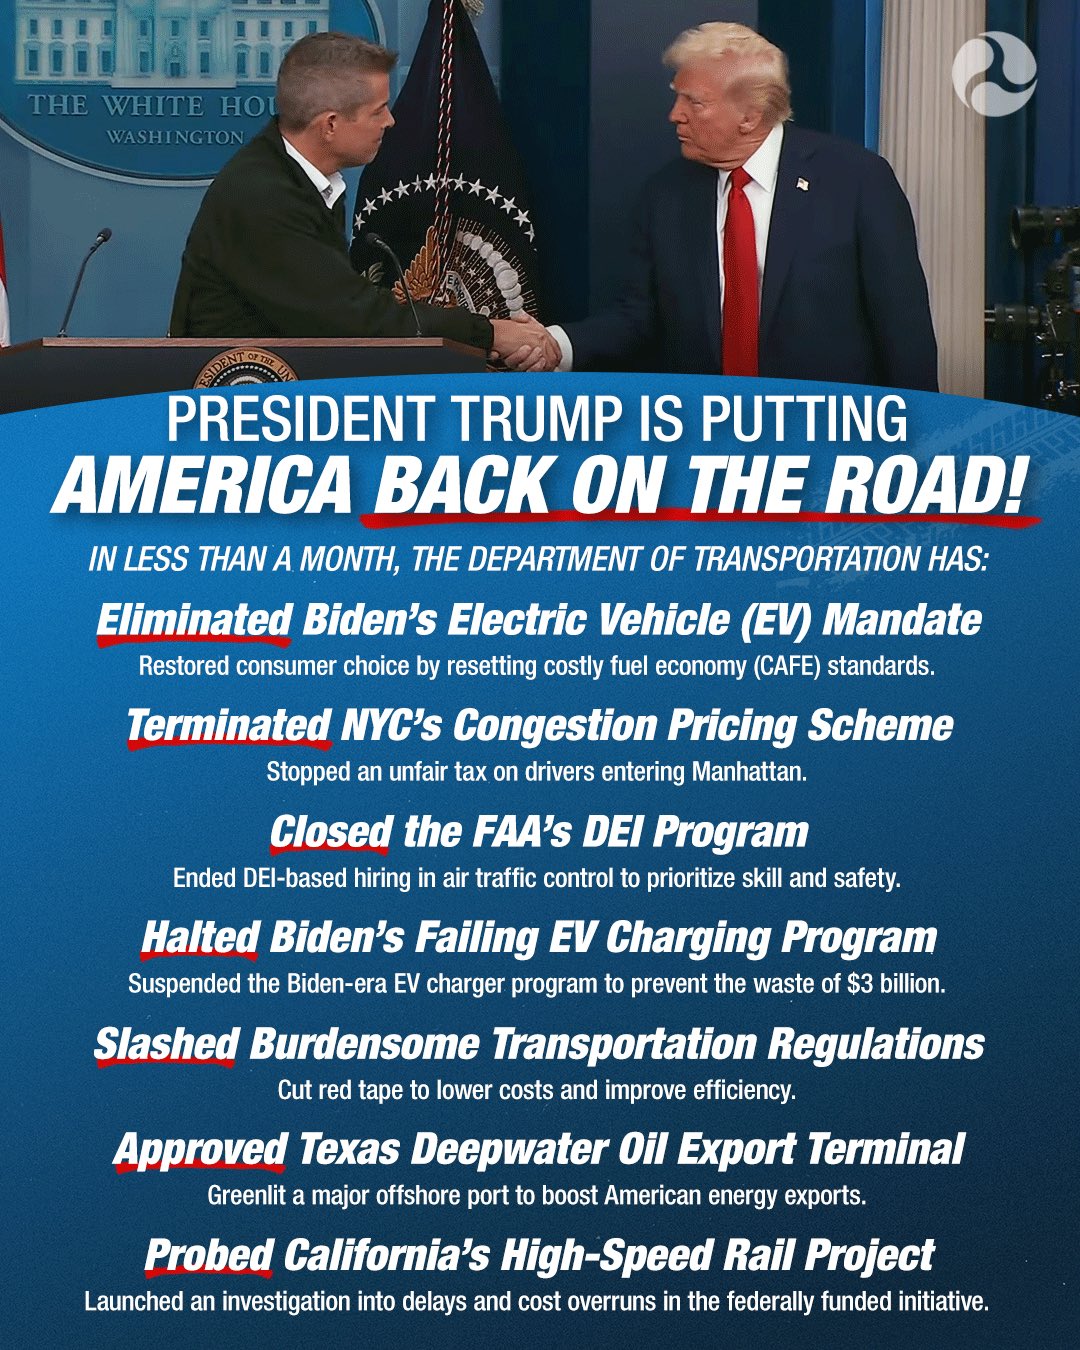 THE WHITE HOU
WASHINGTON
PRESIDENT TRUMP IS PUTTING
AMERICA BACK ON THE ROAD!
IN LESS THAN A MONTH, THE DEPARTMENT OF TRANSPORTATION HAS:
Eliminated Biden's Electric Vehicle (EV) Mandate
Restored consumer choice by resetting costly fuel economy (CAFE) standards.
Terminated NYC's Congestion Pricing Scheme
Stopped an unfair tax on drivers entering Manhattan.
Closed the FAA's DEI Program
Ended DEI-based hiring in air traffic control to prioritize skill and safety.
Halted Biden's Failing EV Charging Program
Suspended the Biden-era EV charger program to prevent the waste of $3 billion.
Slashed Burdensome Transportation Regulations
Cut red tape to lower costs and improve efficiency.
Approved Texas Deepwater Oil Export Terminal
Greenlit a major offshore port to boost American energy exports.
Probed California's High-Speed Rail Project
Launched an investigation into delays and cost overruns in the federally funded initiative.